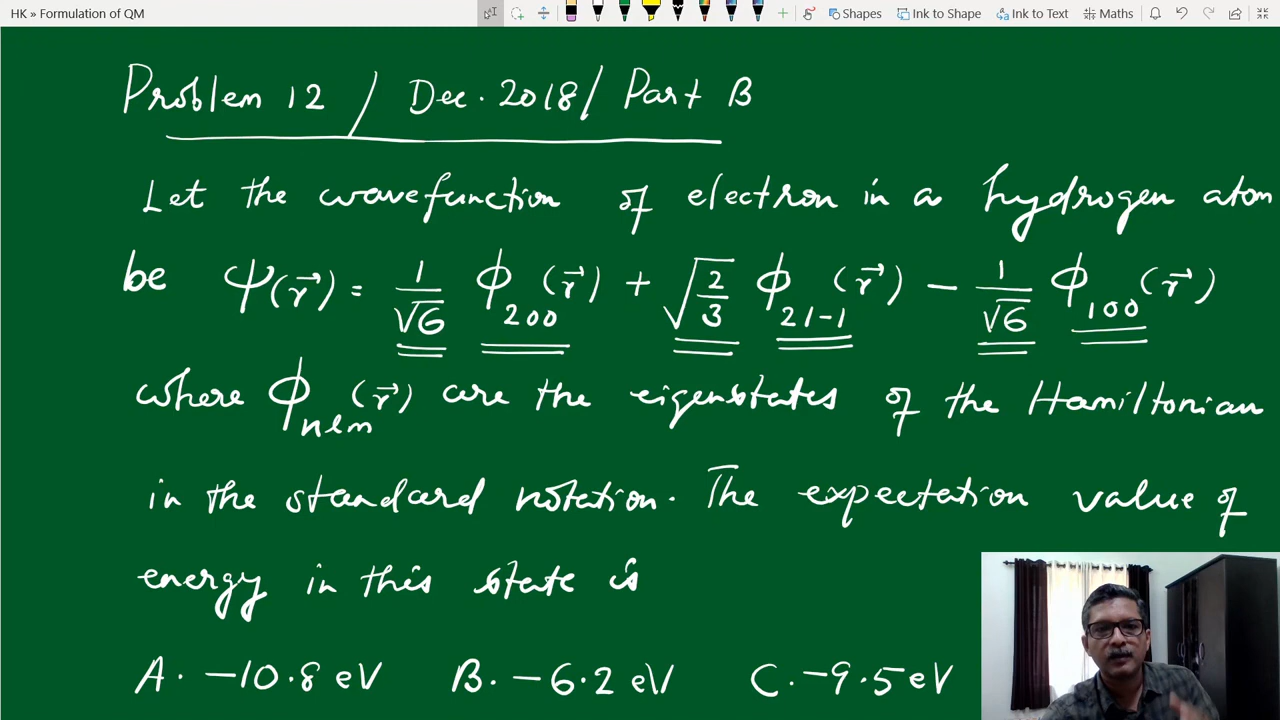 HK » Formulation of QM
Shapes Ink to Shape Ink to Text Maths
Problem 12 / Dec. 2018 / Part B
Let the wavefunction of electron in a hydrogen atom
be ψ(r⃗) = 1/√6 ϕ₂₀₀(r⃗) + √(2/3) ϕ₂₁₋₁(r⃗) − 1/√6 ϕ₁₀₀(r⃗)
where ϕₙₗₘ(r⃗) are the eigenstates of the Hamiltonian
in the standard notation. The expectation value of
energy in this state is
A. −10.8 eV B. −6.2 eV C. −9.5 eV